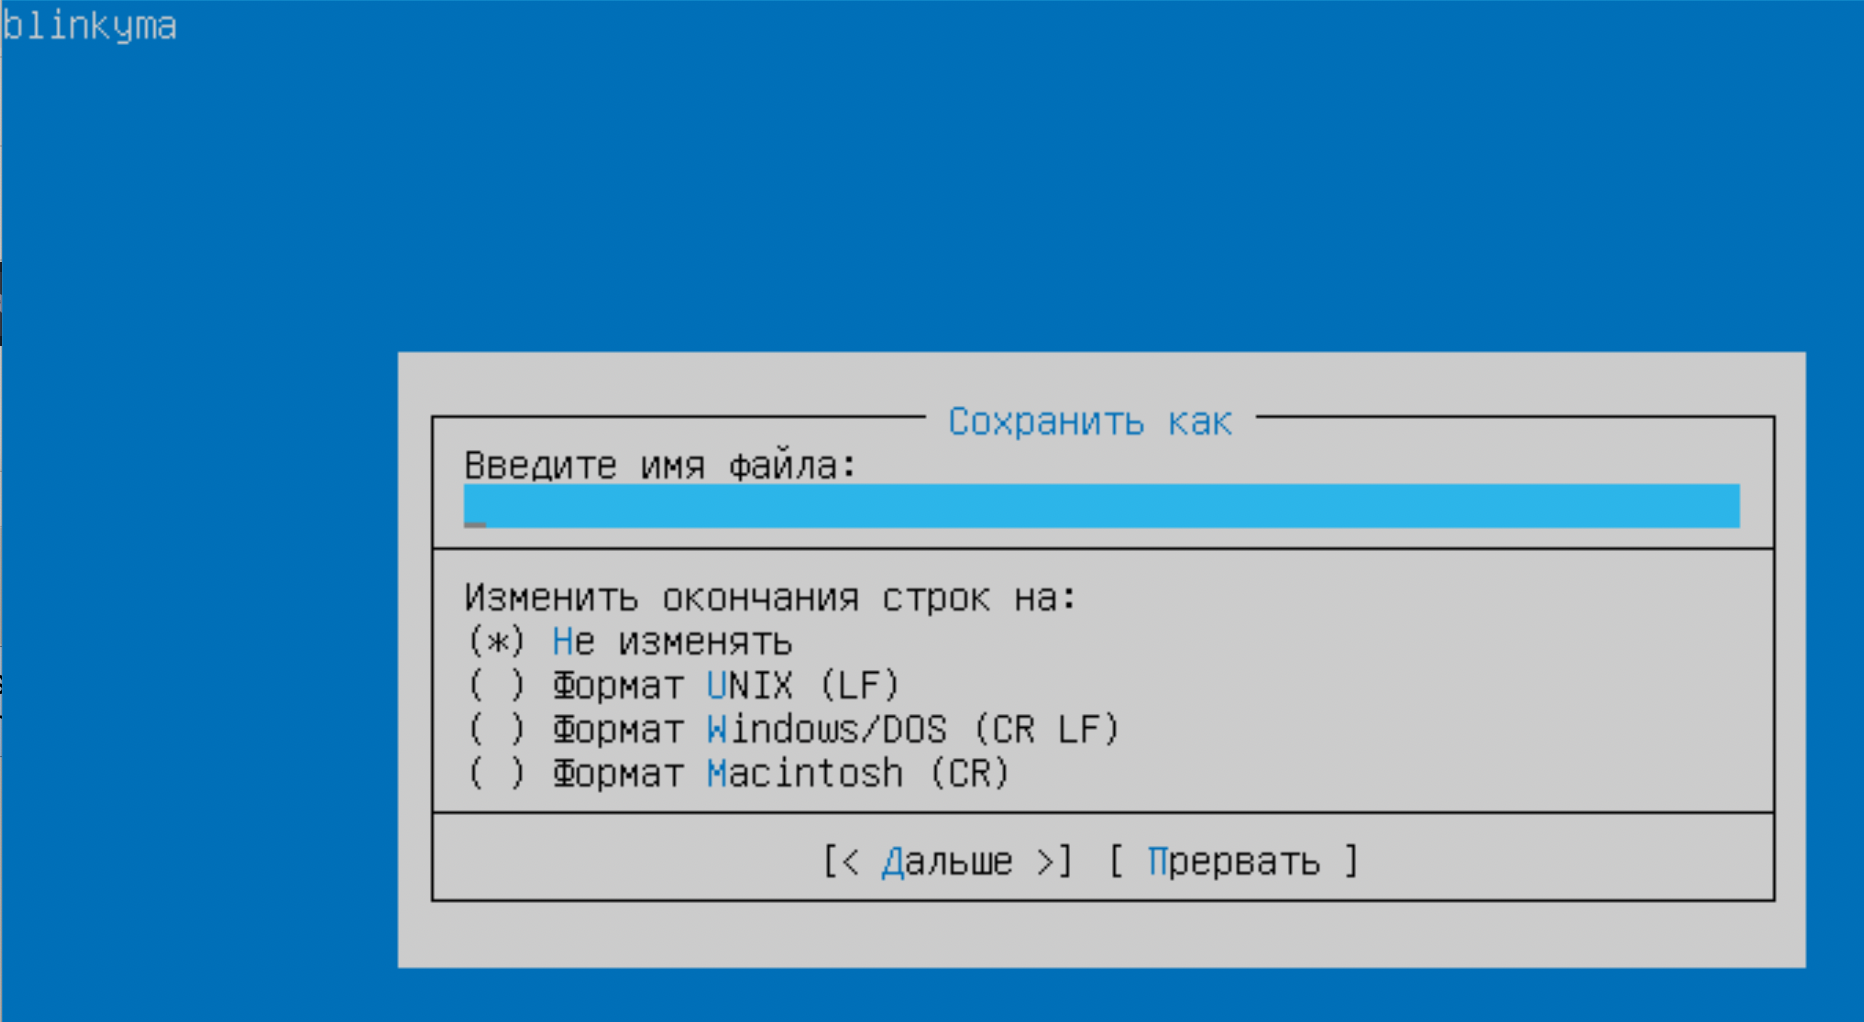 blinkyma
Сохранить как
Введите имя файла:
Изменить окончания строк на:
(*) Не изменять
( ) Формат UNIX (LF)
( ) Формат Windows/DOS (CR LF)
( ) Формат Macintosh (CR)
[< Дальше >] [ Прервать ]